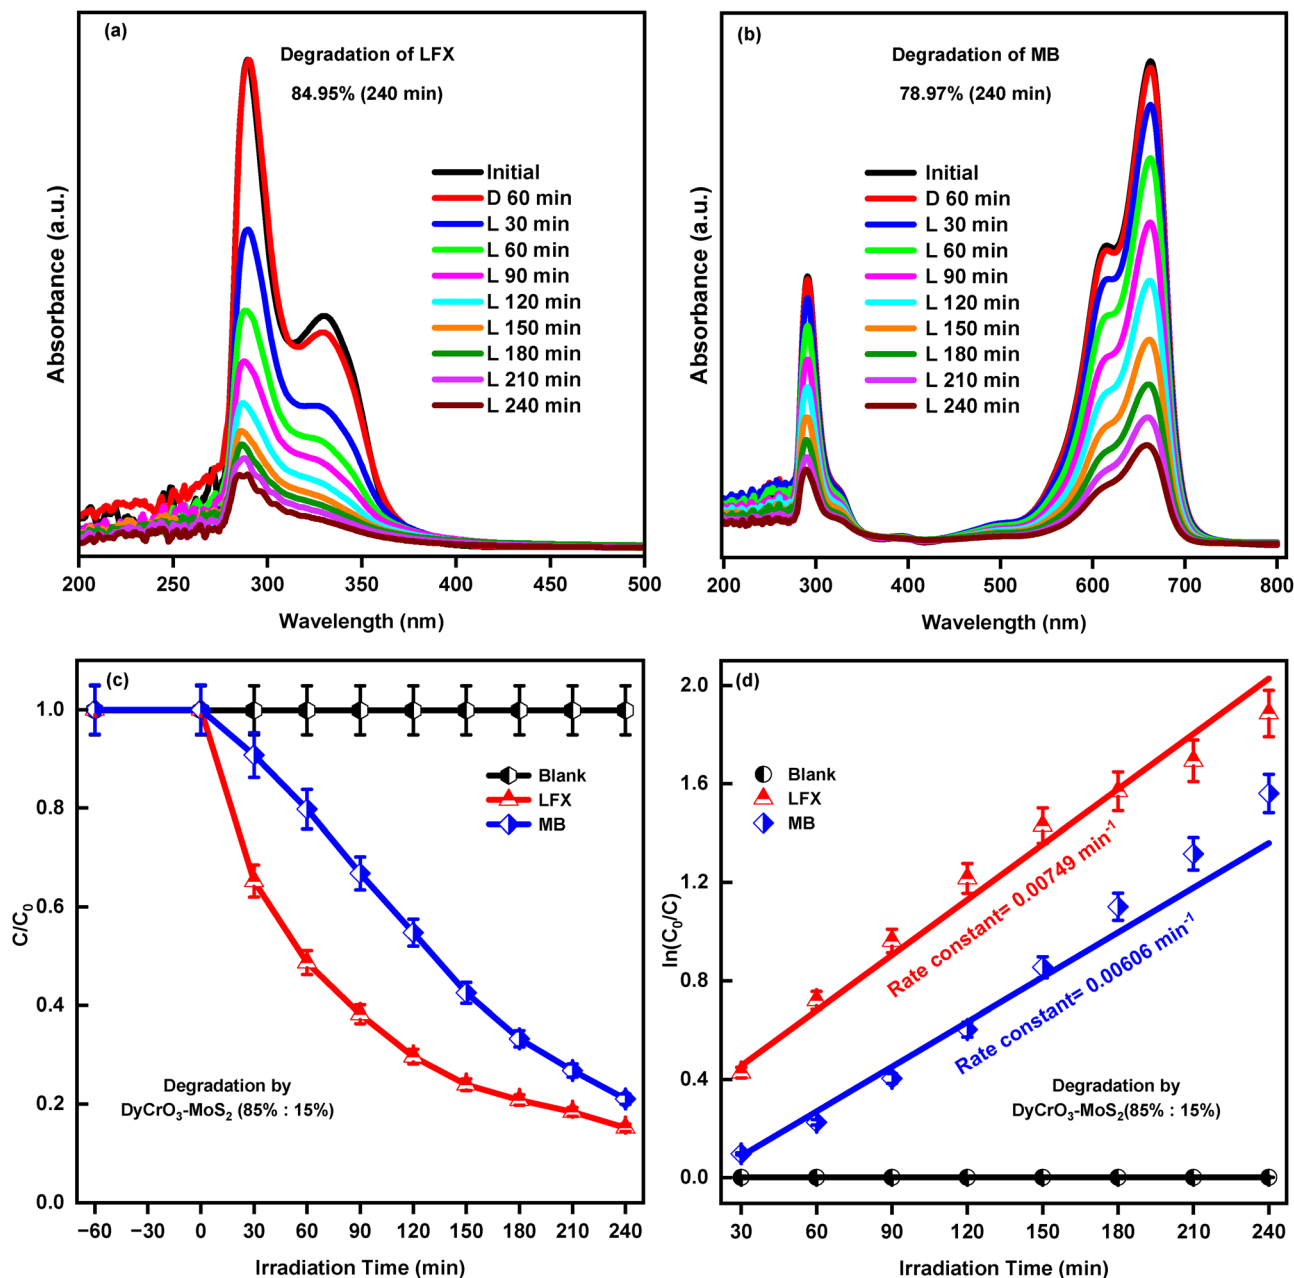 (a)
Degradation of LFX
84.95% (240 min)
Initial
D 60 min
L 30 min
L 60 min
L 90 min
L 120 min
L 150 min
L 180 min
L 210 min
L 240 min
Absorbance (a.u.)
200 250 300 350 400 450 500
Wavelength (nm)
(b)
Degradation of MB
78.97% (240 min)
Initial
D 60 min
L 30 min
L 60 min
L 90 min
L 120 min
L 150 min
L 180 min
L 210 min
L 240 min
Absorbance (a.u.)
200 300 400 500 600 700 800
Wavelength (nm)
(c)
1.0
0.8
0.6
0.4
0.2
0.0
C/C₀
Blank
LFX
MB
Degradation by
DyCrO₃-MoS₂ (85% : 15%)
−60 −30 0 30 60 90 120 150 180 210 240
Irradiation Time (min)
(d)
2.0
1.6
1.2
0.8
0.4
0.0
ln(C₀/C)
Blank
LFX
MB
Rate constant= 0.00749 min⁻¹
Rate constant= 0.00606 min⁻¹
Degradation by
DyCrO₃-MoS₂(85% : 15%)
30 60 90 120 150 180 210 240
Irradiation Time (min)